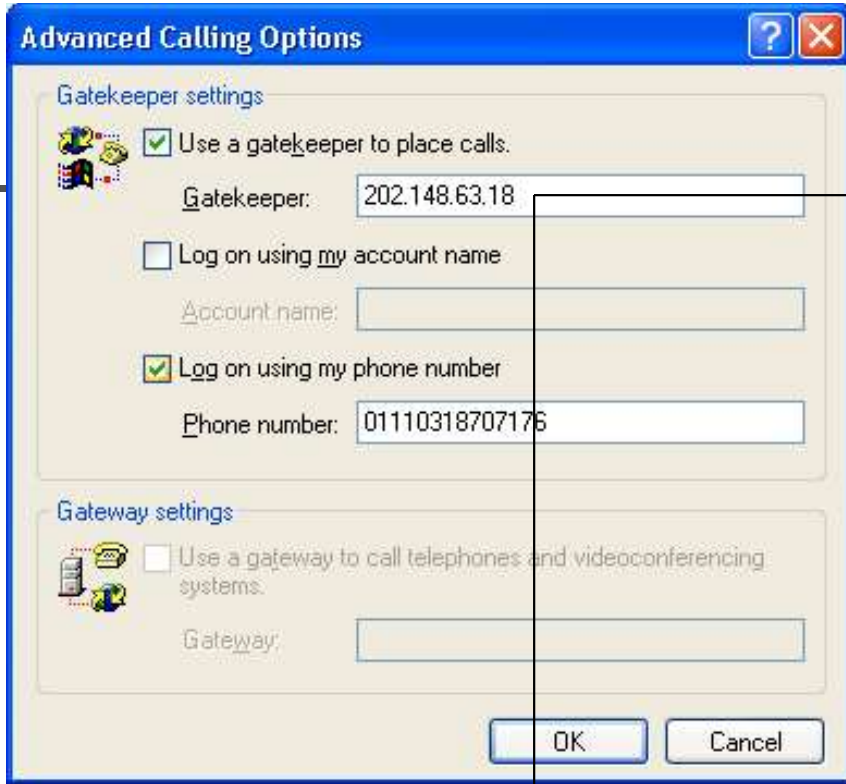 Advanced Calling Options
Gatekeeper settings
Use a gatekeeper to place calls.
Gatekeeper: 202.148.63.18
Log on using my account name
Account name:
Log on using my phone number
Phone number: 01110318707176
Gateway settings
Use a gateway to call telephones and videoconferencing
systems.
Gateway:
OK Cancel